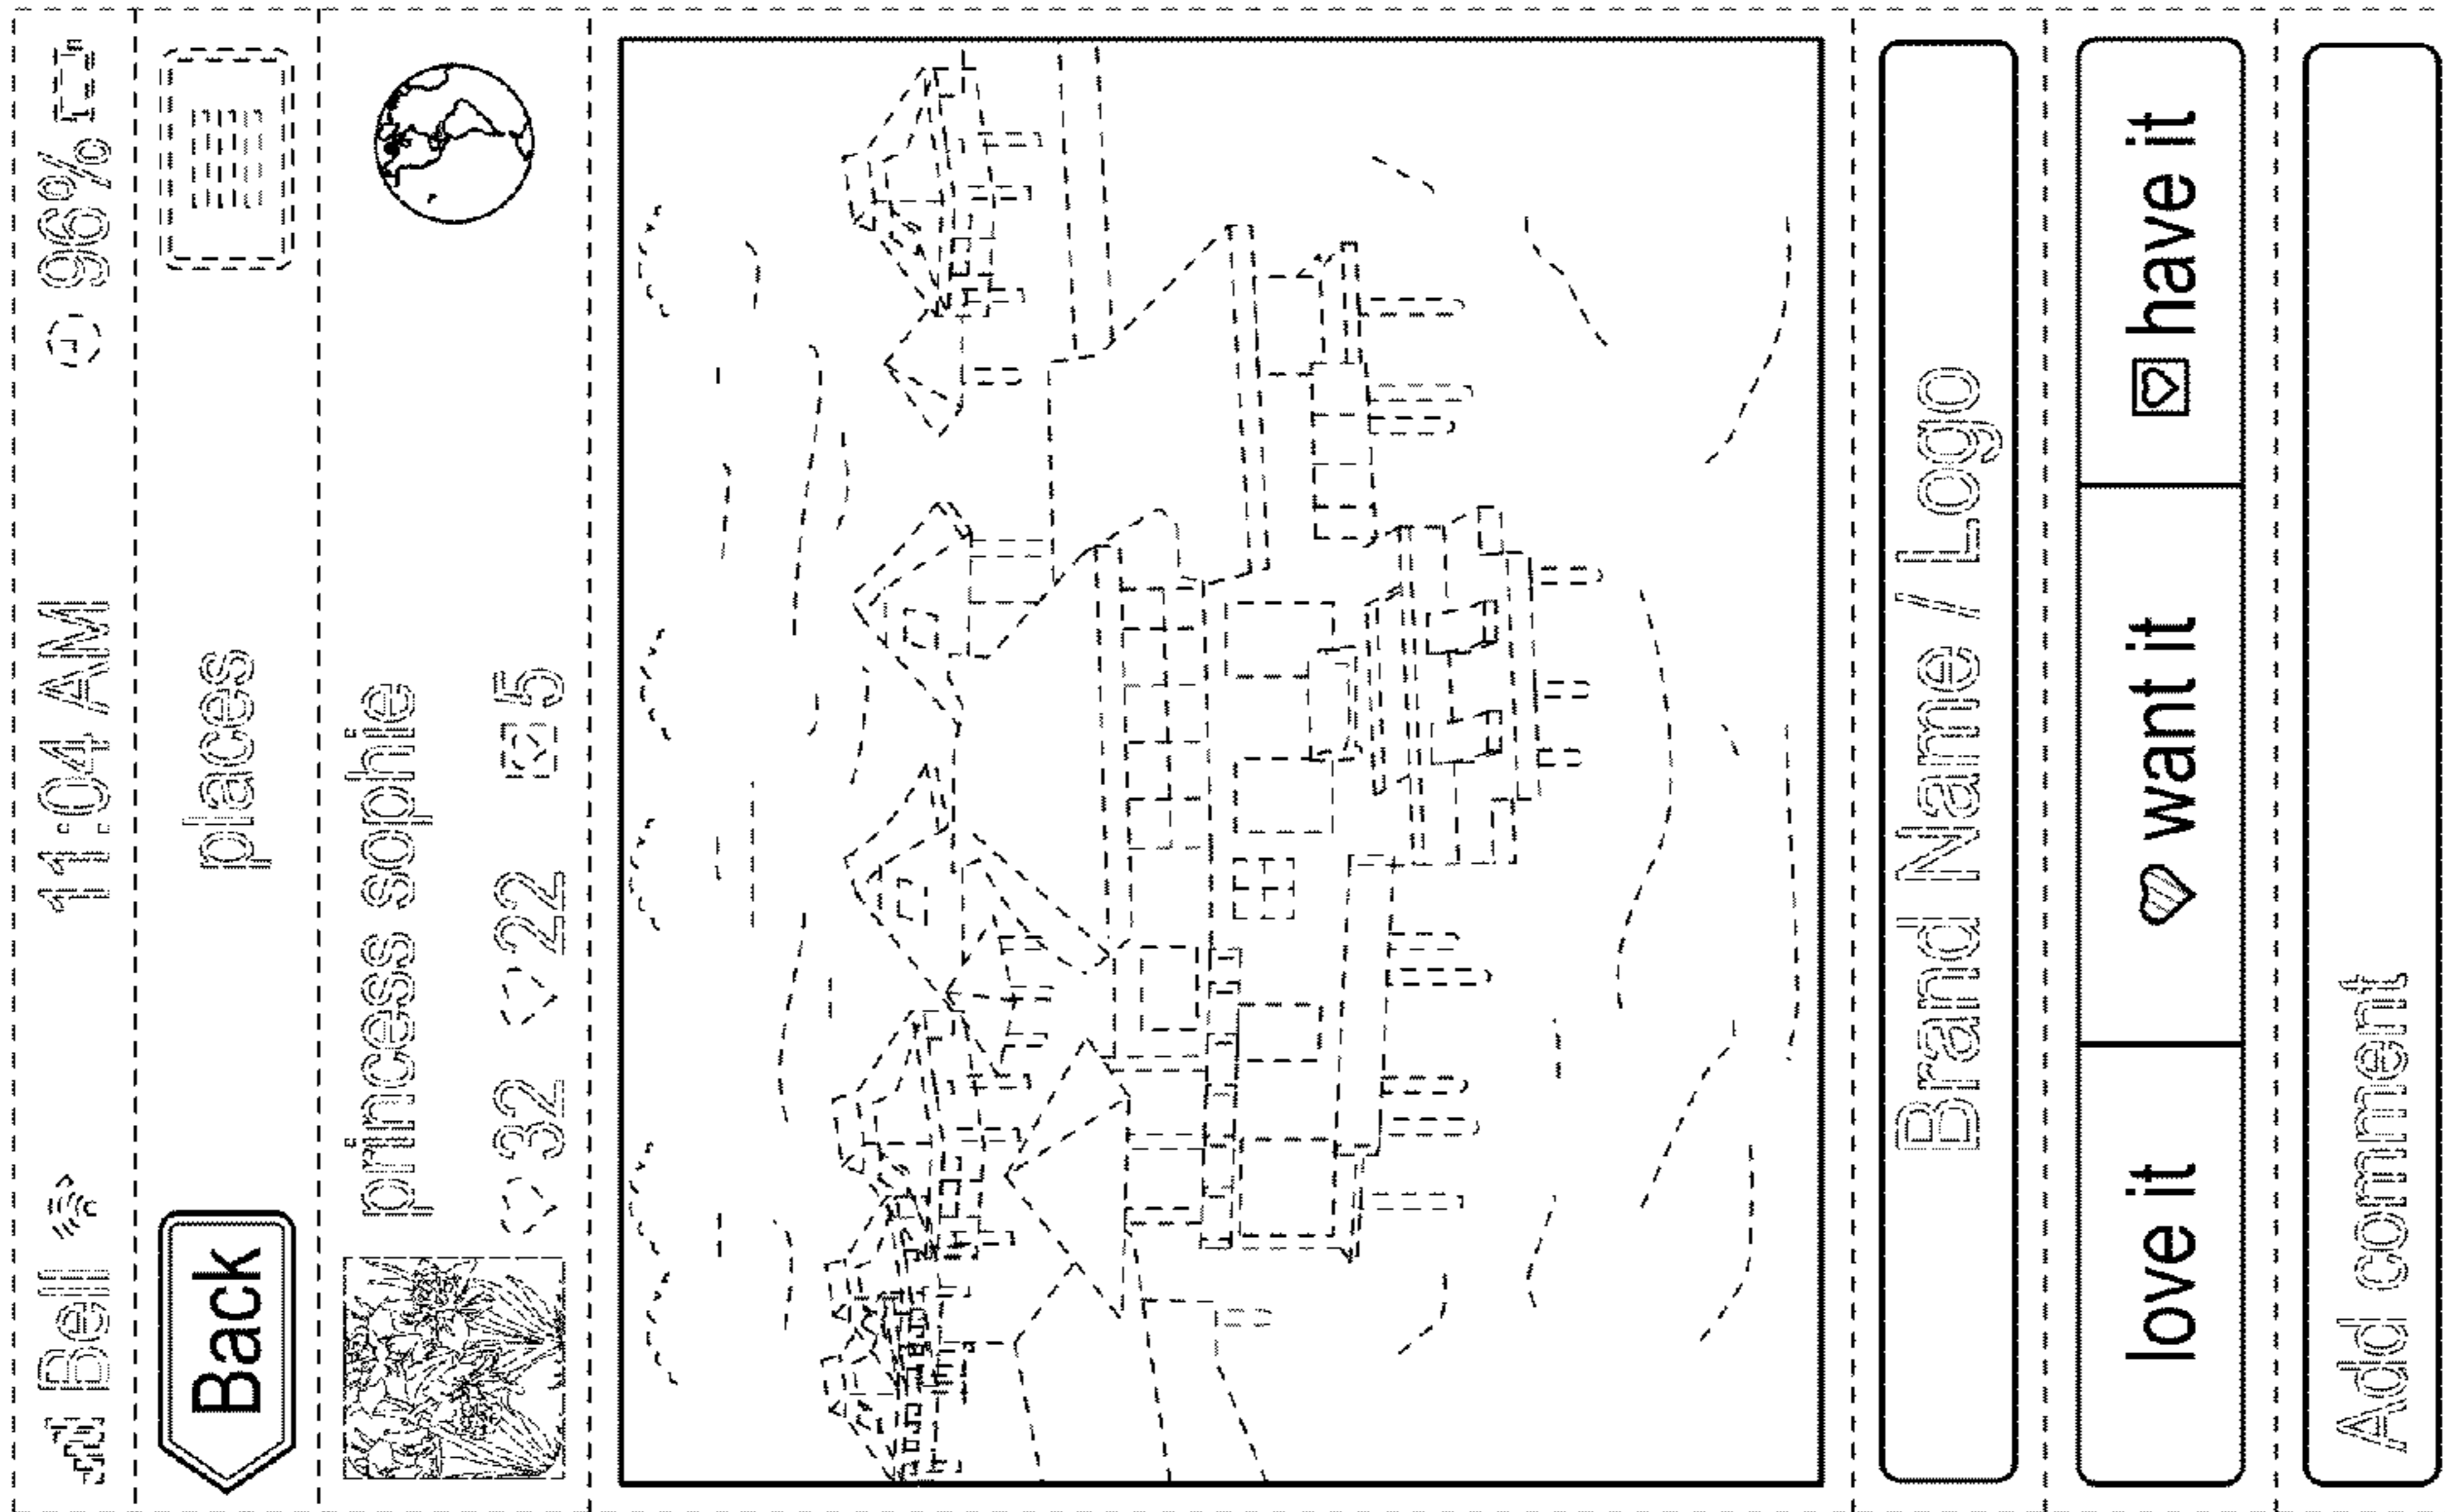 Bell 11:04 AM 96%
Back places
princess sophie
32 22 5
Brand Name / Logo
love it want it have it
Add comment